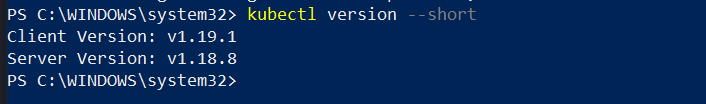 PS C:\WINDOWS\system32> kubectl version --short
Client Version: v1.19.1
Server Version: v1.18.8
PS C:\WINDOWS\system32>